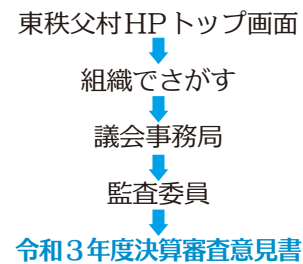 東秩父村HPトップ画面
組織でさがす
議会事務局
監査委員
令和３年度決算審査意見書